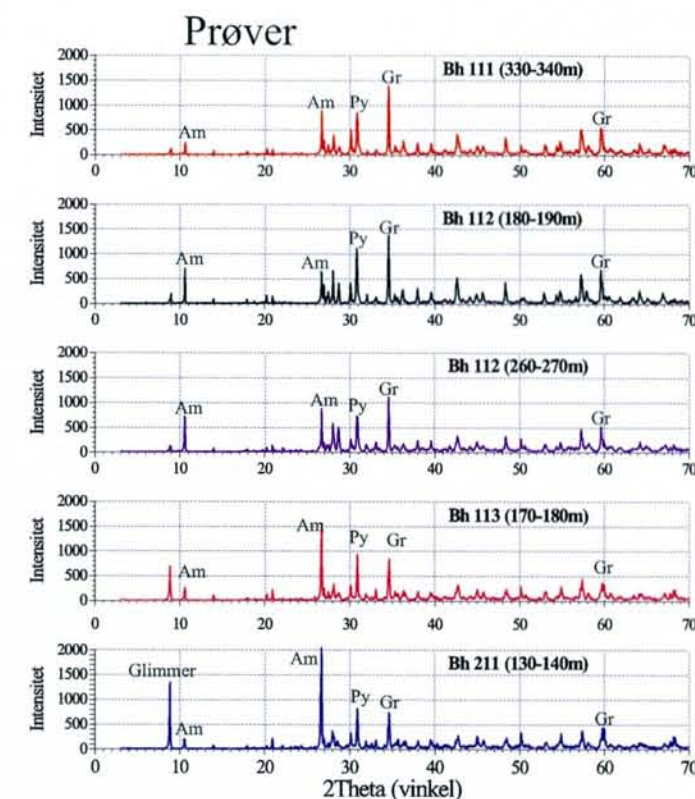 Prøver
2000
1500
1000
500
0
Intensitet
Bh 111 (330-340m)
Am
Am
Py
Gr
Gr
0 10 20 30 40 50 60 70
2000
1500
1000
500
0
Intensitet
Bh 112 (180-190m)
Am
Am
Py
Gr
Gr
0 10 20 30 40 50 60 70
2000
1500
1000
500
0
Intensitet
Bh 112 (260-270m)
Am
Am
Py
Gr
Gr
0 10 20 30 40 50 60 70
2000
1500
1000
500
0
Intensitet
Bh 113 (170-180m)
Am
Am
Py
Gr
Gr
0 10 20 30 40 50 60 70
2000
1500
1000
500
0
Intensitet
Bh 211 (130-140m)
Glimmer
Am
Am
Py
Gr
Gr
0 10 20 30 40 50 60 70
2Theta (vinkel)